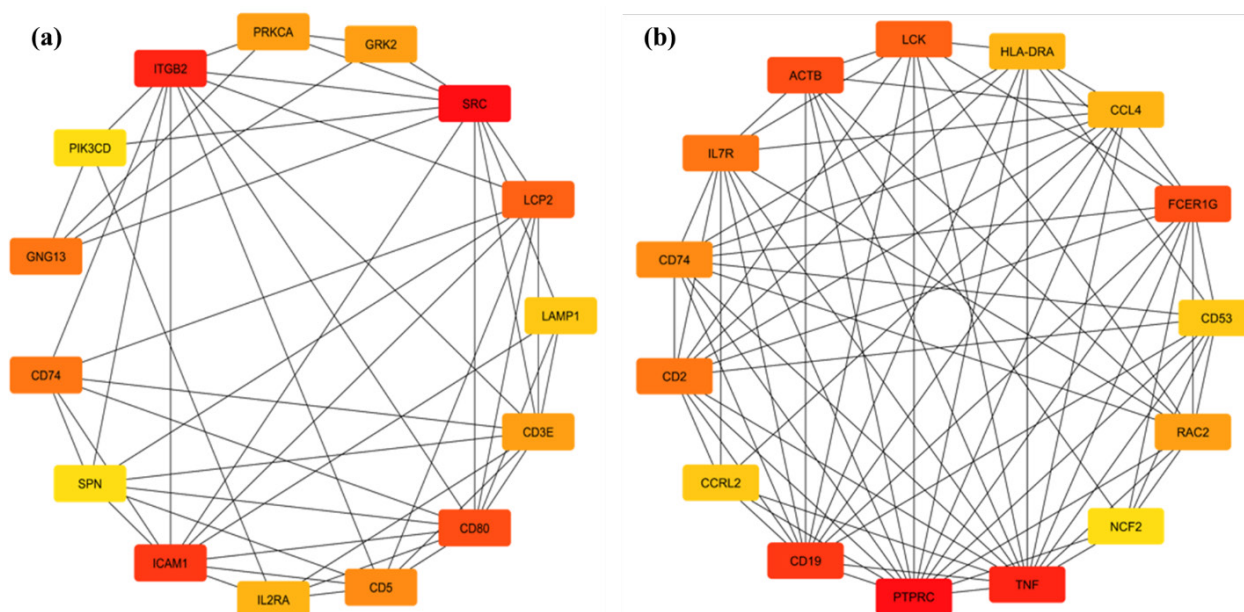 (a)
PRKCA
GRK2
ITGB2
SRC
PIK3CD
LCP2
GNG13
LAMP1
CD74
CD3E
SPN
CD80
ICAM1
CD5
IL2RA
(b)
LCK
HLA-DRA
ACTB
CCL4
IL7R
FCER1G
CD74
CD53
CD2
RAC2
CCRL2
NCF2
CD19
TNF
PTPRC